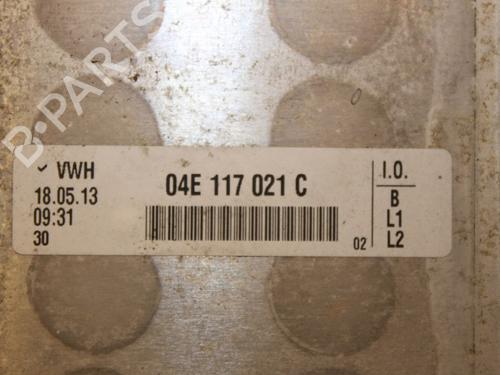 B-PARTS
✓ VWH
18.05.13
09:31
30
04E 117 021 C
02
I.O.
B
L1
L2